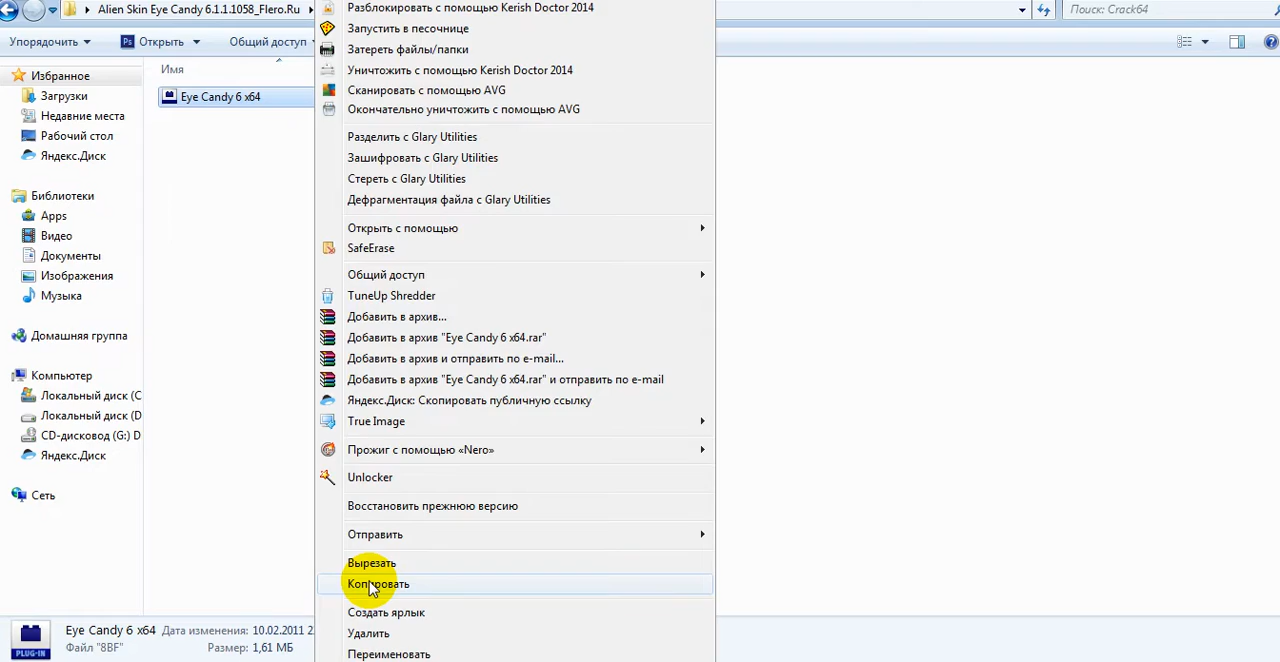 Alien Skin Eye Candy 6.1.1.1058_Flero.Ru
Поиск: Crack64
Упорядочить
Открыть
Общий доступ
Избранное
Загрузки
Недавние места
Рабочий стол
Яндекс.Диск
Библиотеки
Apps
Видео
Документы
Изображения
Музыка
Домашняя группа
Компьютер
Локальный диск (C
Локальный диск (D
CD-дисковод (G:) D
Яндекс.Диск
Сеть
Имя
Eye Candy 6 x64
Разблокировать с помощью Kerish Doctor 2014
Запустить в песочнице
Затереть файлы/папки
Уничтожить с помощью Kerish Doctor 2014
Сканировать с помощью AVG
Окончательно уничтожить с помощью AVG
Разделить с Glary Utilities
Зашифровать с Glary Utilities
Стереть с Glary Utilities
Дефрагментация файла с Glary Utilities
Открыть с помощью
SafeErase
Общий доступ
TuneUp Shredder
Добавить в архив...
Добавить в архив "Eye Candy 6 x64.rar"
Добавить в архив и отправить по e-mail...
Добавить в архив "Eye Candy 6 x64.rar" и отправить по e-mail
Яндекс.Диск: Скопировать публичную ссылку
True Image
Прожиг с помощью «Nero»
Unlocker
Восстановить прежнюю версию
Отправить
Вырезать
Копировать
Создать ярлык
Удалить
Переименовать
Eye Candy 6 x64 Дата изменения: 10.02.2011 2
Файл "8BF" Размер: 1,61 МБ
PLUG-IN